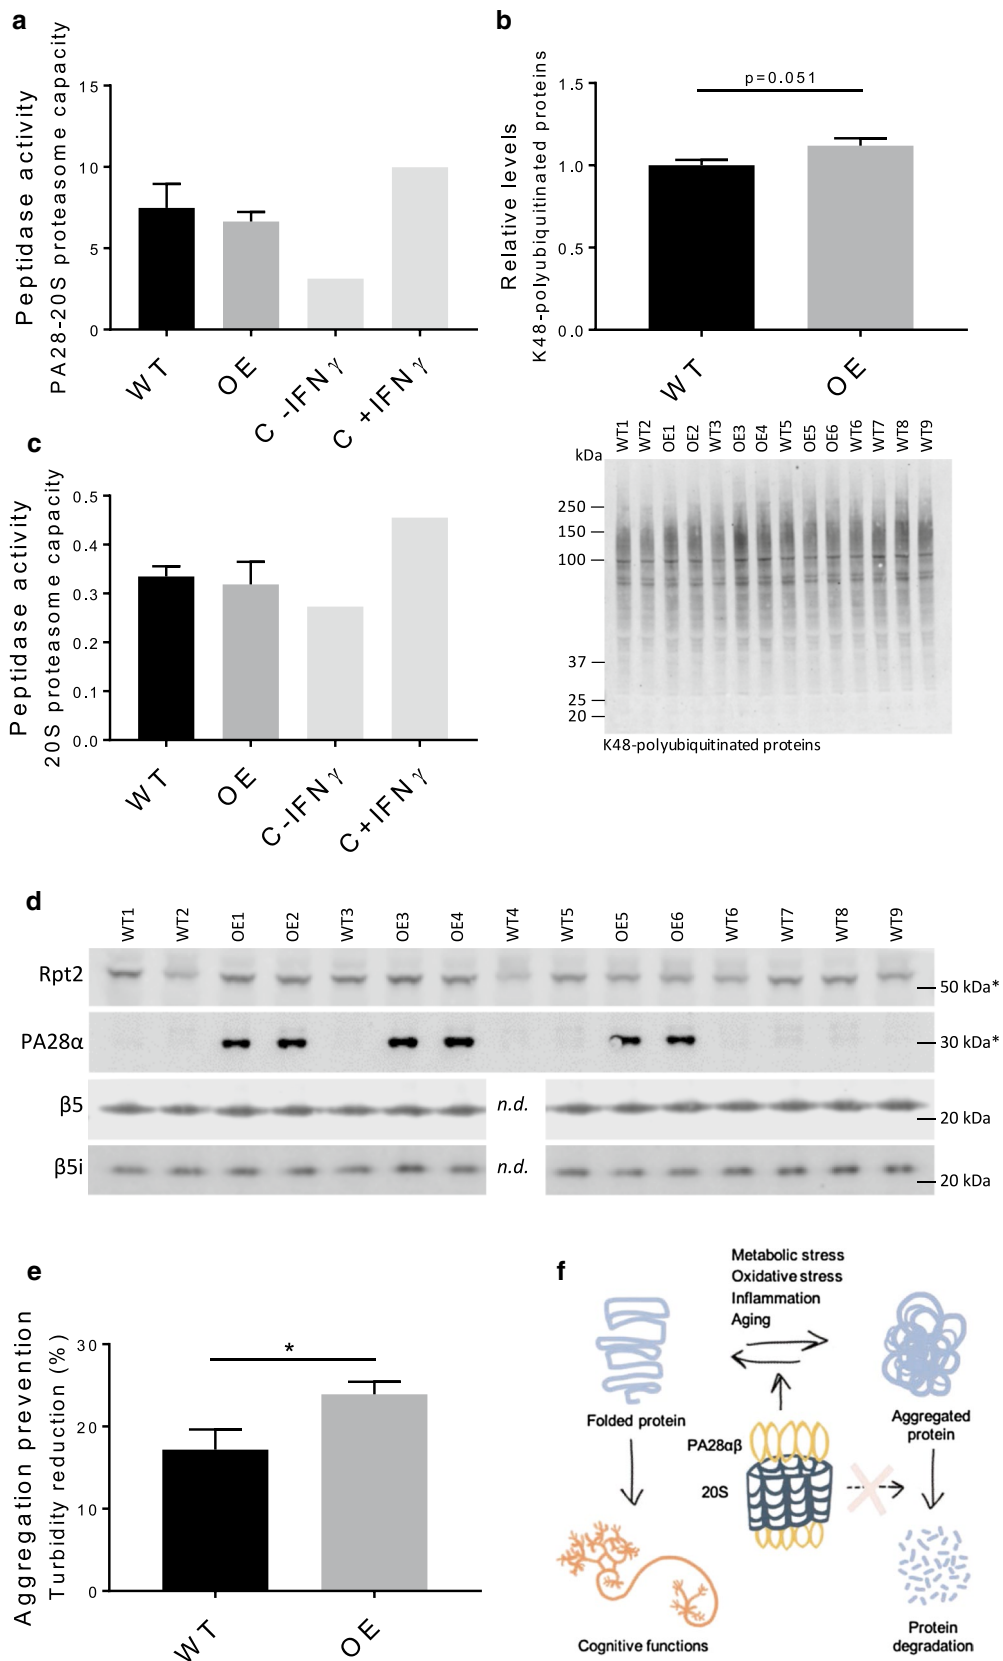 a
Peptidase activity
PA28-20S proteasome capacity
15
10
5
0
WT
OE
C -IFNγ
C +IFNγ
b
Relative levels
K48-polyubiquitinated proteins
1.5
1.0
0.5
0.0
p=0.051
WT
OE
WT1 WT2 OE1 OE2 WT3 OE3 OE4 WT5 OE5 OE6 WT6 WT7 WT8 WT9
kDa
250
150
100
37
25
20
K48-polyubiquitinated proteins
c
Peptidase activity
20S proteasome capacity
0.5
0.4
0.3
0.2
0.1
0.0
WT
OE
C-IFNγ
C+IFNγ
d
WT1 WT2 OE1 OE2 WT3 OE3 OE4 WT4 WT5 OE5 OE6 WT6 WT7 WT8 WT9
Rpt2
50 kDa*
PA28α
30 kDa*
β5
n.d.
20 kDa
β5i
n.d.
20 kDa
e
Aggregation prevention
Turbidity reduction (%)
30
20
10
0
*
WT
OE
f
Metabolic stress
Oxidative stress
Inflammation
Aging
Folded protein
Aggregated
protein
PA28αβ
20S
Cognitive functions
Protein
degradation